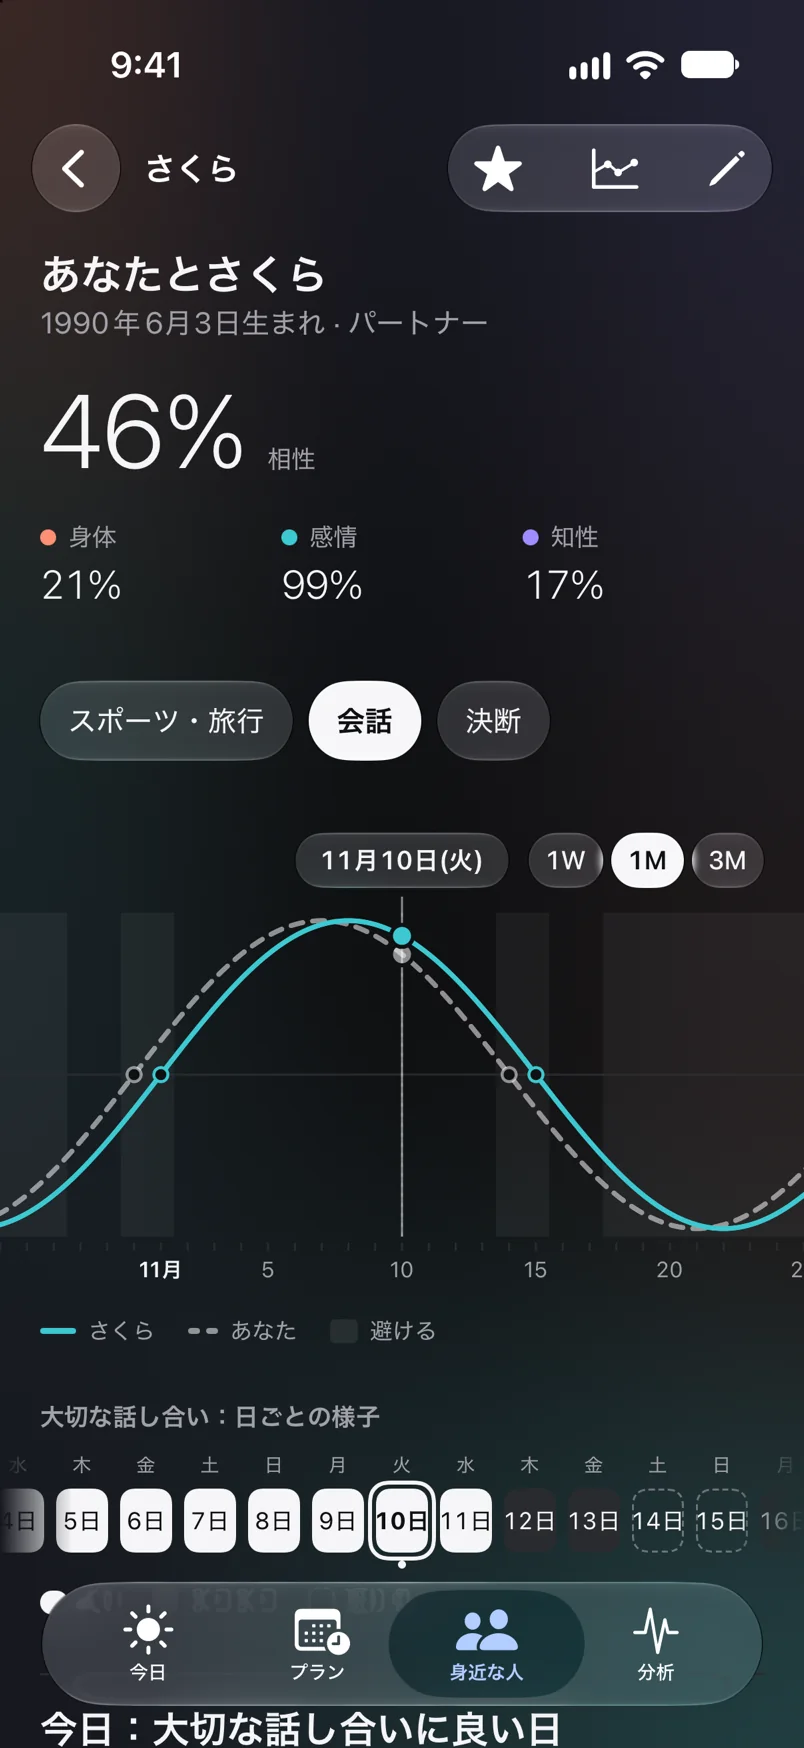 9:41
さくら
あなたとさくら
1990年6月3日生まれ · パートナー
46% 相性
身体 感情 知性
21% 99% 17%
スポーツ・旅行 会話 決断
11月10日(火) 1W 1M 3M
11月 5 10 15 20
さくら あなた 避ける
大切な話し合い：日ごとの様子
水 木 金 土 日 月 火 水 木 金 土 日 月
4日 5日 6日 7日 8日 9日 10日 11日 12日 13日 14日 15日 16日
今日 プラン 身近な人 分析
今日：大切な話し合いに良い日